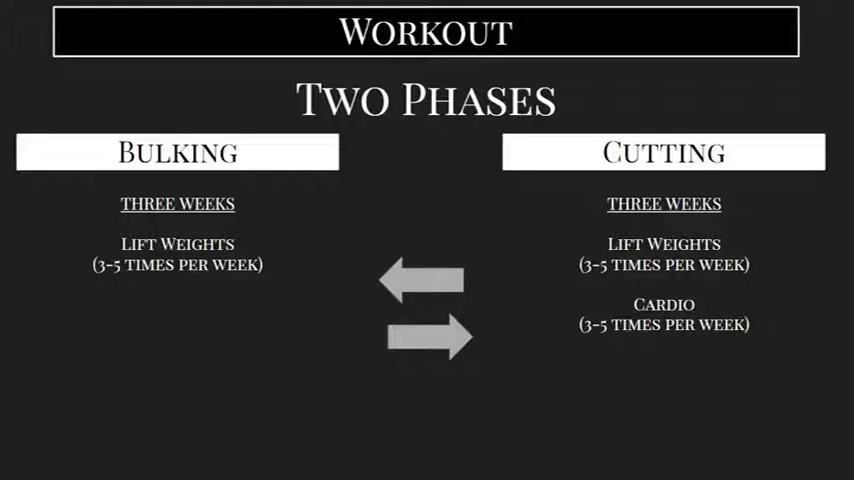 Workout
Two Phases
Bulking
three weeks
Lift Weights
(3-5 times per week)
Cutting
three weeks
Lift Weights
(3-5 times per week)
Cardio
(3-5 times per week)